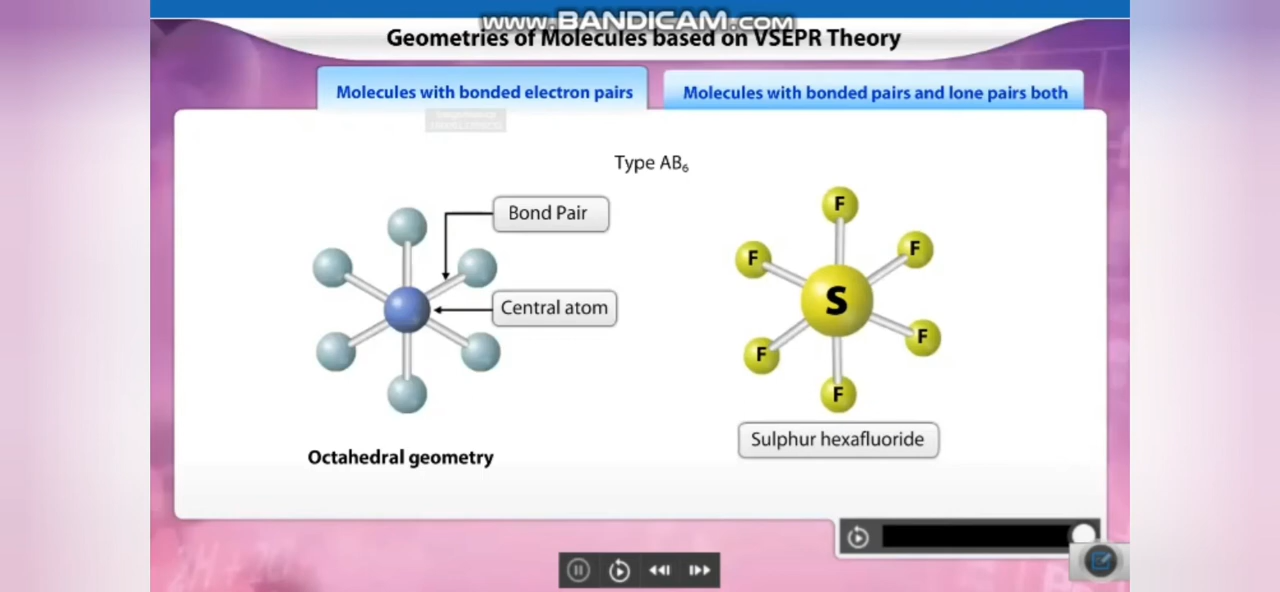 www.BANDICAM.com
Geometries of Molecules based on VSEPR Theory
Molecules with bonded electron pairs
Molecules with bonded pairs and lone pairs both
Type AB₆
Bond Pair
Central atom
Octahedral geometry
F
F
F
S
F
F
F
Sulphur hexafluoride